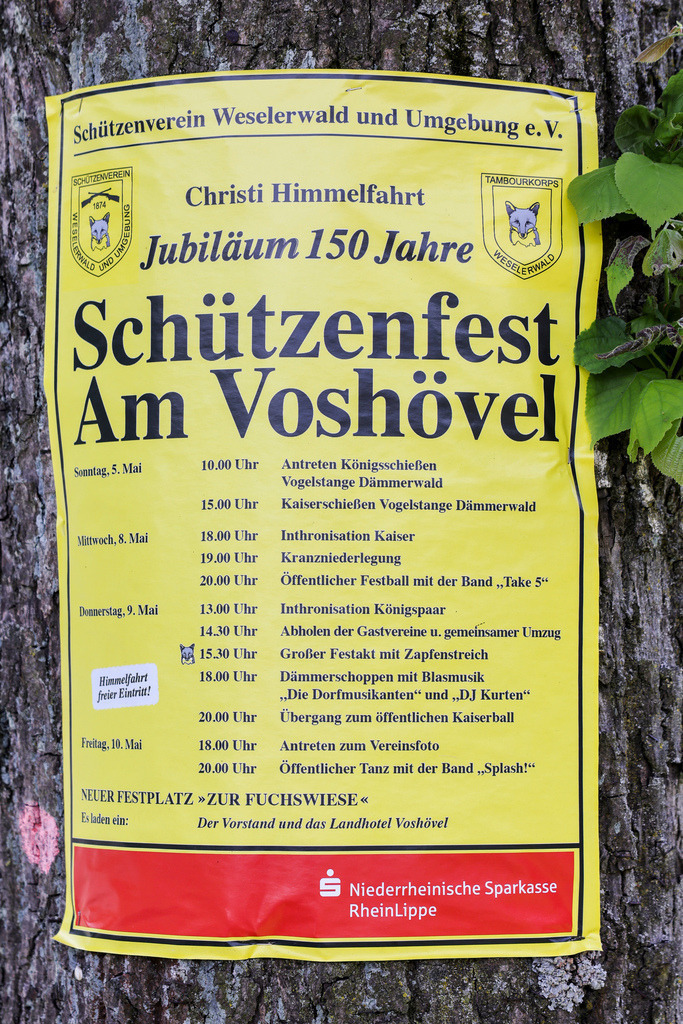 Schützenverein Weselerwald und Umgebung e.V.
SCHÜTZENVEREIN
1874
WESELERWALD UND UMGEBUNG
Christi Himmelfahrt
TAMBOURKORPS
WESELERWALD
Jubiläum 150 Jahre
Schützenfest
Am Voshövel
Sonntag, 5. Mai 10.00 Uhr Antreten Königsschießen
Vogelstange Dämmerwald
15.00 Uhr Kaiserschießen Vogelstange Dämmerwald
Mittwoch, 8. Mai 18.00 Uhr Inthronisation Kaiser
19.00 Uhr Kranzniederlegung
20.00 Uhr Öffentlicher Festball mit der Band „Take 5“
Donnerstag, 9. Mai 13.00 Uhr Inthronisation Königspaar
14.30 Uhr Abholen der Gastvereine u. gemeinsamer Umzug
15.30 Uhr Großer Festakt mit Zapfenstreich
Himmelfahrt
freier Eintritt!
18.00 Uhr Dämmerschoppen mit Blasmusik
„Die Dorfmusikanten“ und „DJ Kurten“
20.00 Uhr Übergang zum öffentlichen Kaiserball
Freitag, 10. Mai 18.00 Uhr Antreten zum Vereinsfoto
20.00 Uhr Öffentlicher Tanz mit der Band „Splash!“
NEUER FESTPLATZ »ZUR FUCHSWIESE«
Es laden ein: Der Vorstand und das Landhotel Voshövel
Niederrheinische Sparkasse
RheinLippe